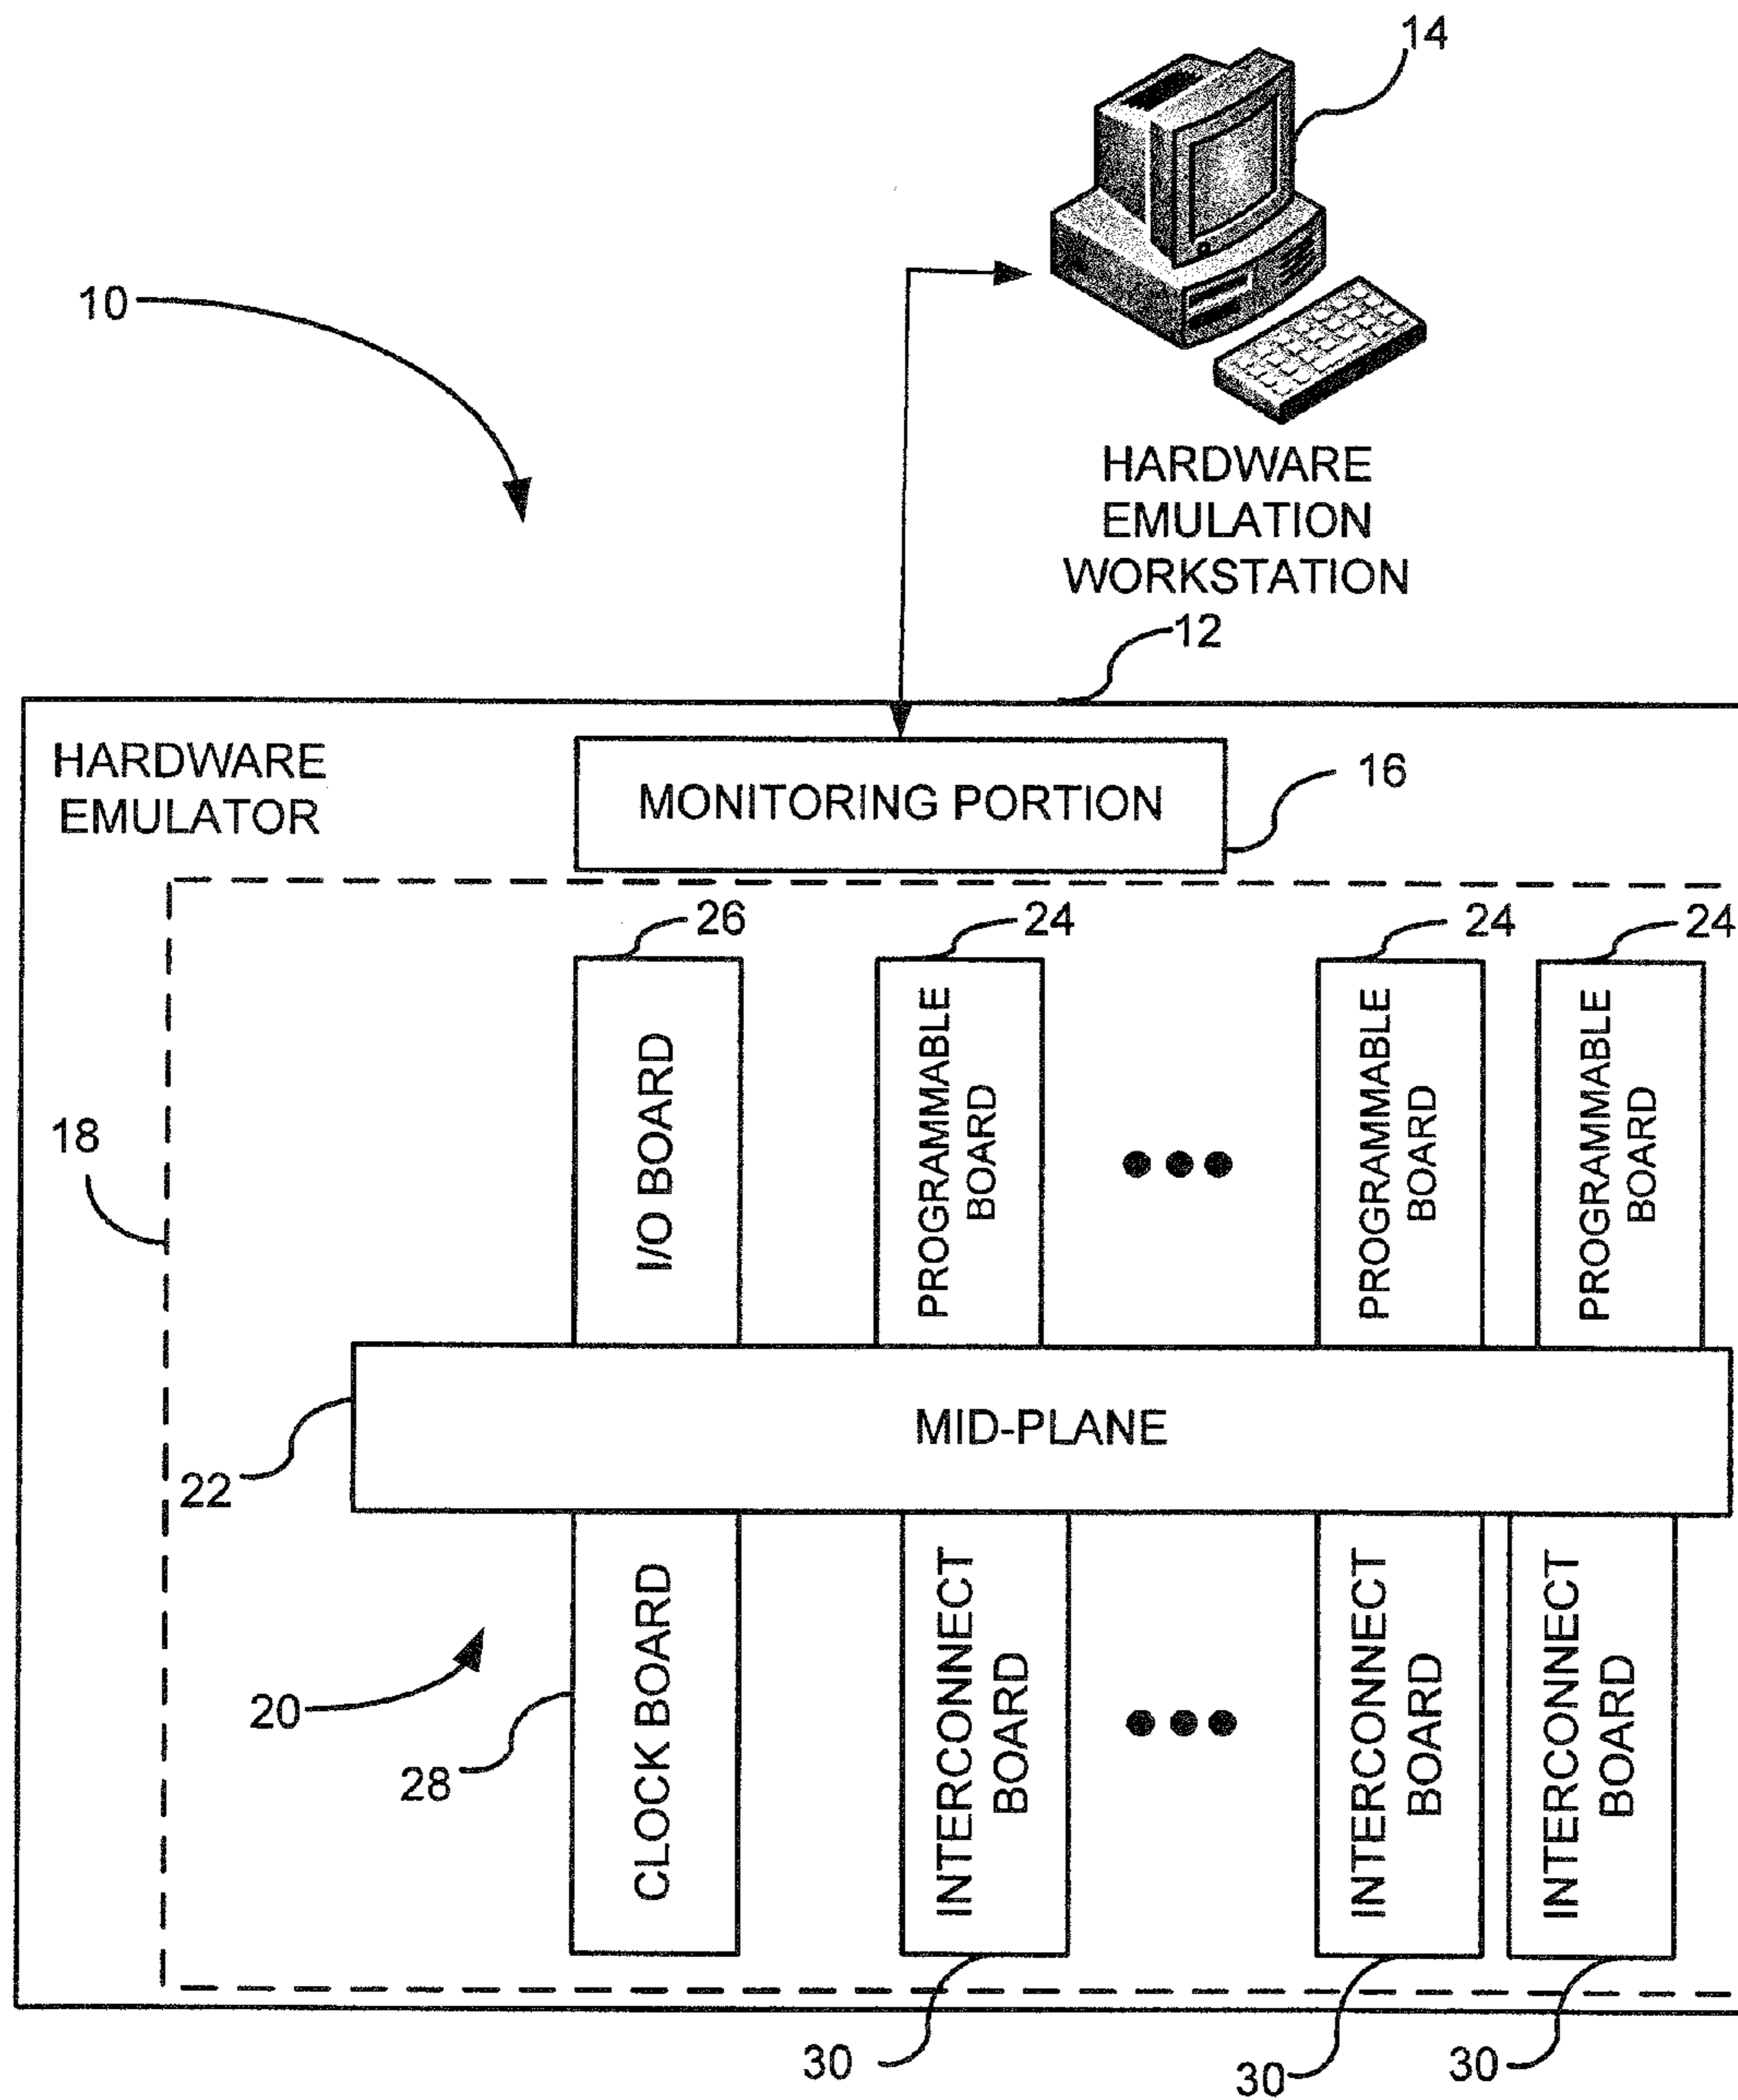 14
10
HARDWARE
EMULATION
WORKSTATION
12
HARDWARE
EMULATOR
MONITORING PORTION
16
26
24
24
24
I/O BOARD
PROGRAMMABLE
BOARD
PROGRAMMABLE
BOARD
PROGRAMMABLE
BOARD
18
MID-PLANE
22
CLOCK BOARD
INTERCONNECT
BOARD
INTERCONNECT
BOARD
INTERCONNECT
BOARD
20
28
30
30
30